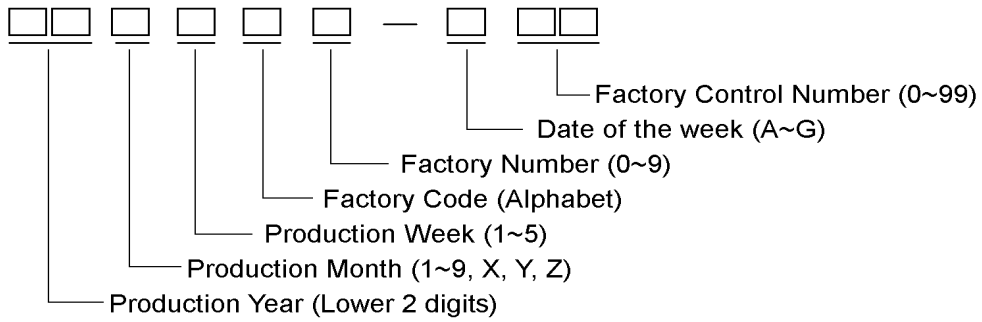 Factory Control Number (0~99)
Date of the week (A~G)
Factory Number (0~9)
Factory Code (Alphabet)
Production Week (1~5)
Production Month (1~9, X, Y, Z)
Production Year (Lower 2 digits)